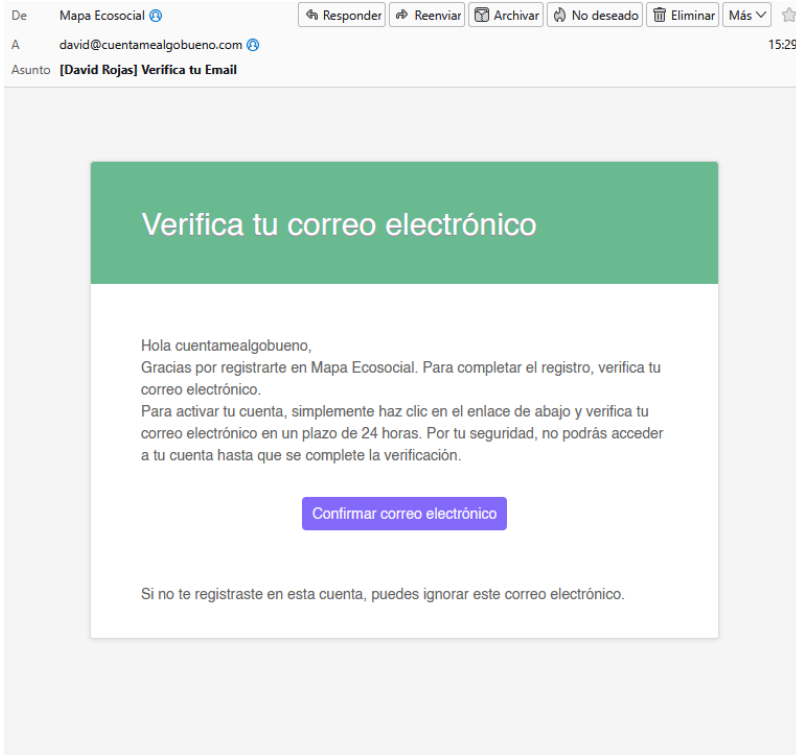 De Mapa Ecosocial Responder Reenviar Archivar No deseado Eliminar Más
A david@cuentamealgobueno.com 15:29
Asunto [David Rojas] Verifica tu Email
Verifica tu correo electrónico
Hola cuentamealgobueno,
Gracias por registrarte en Mapa Ecosocial. Para completar el registro, verifica tu
correo electrónico.
Para activar tu cuenta, simplemente haz clic en el enlace de abajo y verifica tu
correo electrónico en un plazo de 24 horas. Por tu seguridad, no podrás acceder
a tu cuenta hasta que se complete la verificación.
Confirmar correo electrónico
Si no te registraste en esta cuenta, puedes ignorar este correo electrónico.